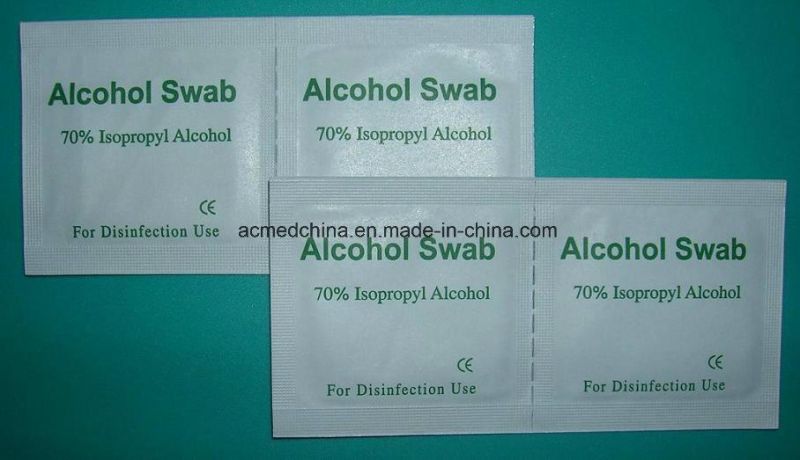 Alcohol Swab
70% Isopropyl Alcohol
CE
For Disinfection Use
Alcohol Swab
70% Isopropyl Alcohol
acmedchina.en.made-in-china.com
Alcohol Swab
70% Isopropyl Alcohol
CE
For Disinfection Use
Alcohol Swab
70% Isopropyl Alcohol
CE
For Disinfection Use